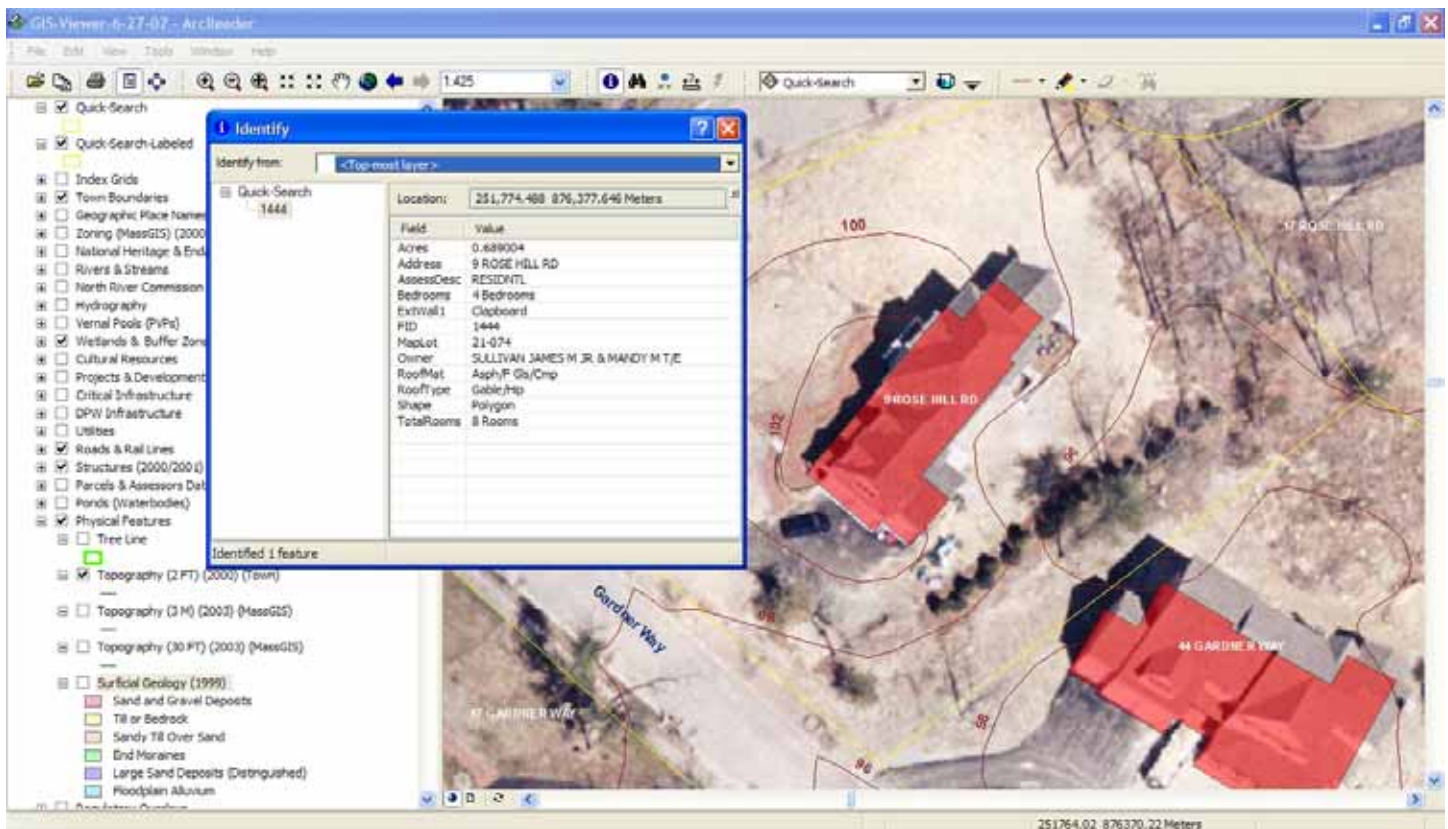 GIS-Viewer-6-27-07 - ArcReader
File Edit View Tools Window Help
1:425
Quick-Search
Quick-Search
Quick-Search-Labeled
Index Grids
Town Boundaries
Geographic Place Names
Zoning (MassGIS) (2000
National Heritage & End
Rivers & Streams
North River Commission
Hydrography
Vernal Pools (PVPs)
Wetlands & Buffer Zone
Cultural Resources
Projects & Development
Critical Infrastructure
DPW Infrastructure
Utilities
Roads & Rail Lines
Structures (2000/2001)
Parcels & Assessors Dat
Ponds (Waterbodies)
Physical Features
Tree Line
Topography (2 FT) (2000) (Town)
Topography (3 M) (2003) (MassGIS)
Topography (30 FT) (2003) (MassGIS)
Surficial Geology (1999)
Sand and Gravel Deposits
Till or Bedrock
Sandy Till Over Sand
End Moraines
Large Sand Deposits (Distinguished)
Floodplain Alluvium
Identify
Identify from: <Top-most layer>
Quick-Search
1444
Location: 251,774.488 876,377.646 Meters
Field Value
Acres 0.689004
Address 9 ROSE HILL RD
AssessDesc RESIDNTL
Bedrooms 4 Bedrooms
ExtWall1 Clapboard
FID 1444
MapLot 21-074
Owner SULLIVAN JAMES M JR & MANDY M T/E
RoofMat Asph/F Gls/Cmp
RoofType Gable/Hip
Shape Polygon
TotalRooms 8 Rooms
Identified 1 feature
100
ROSE HILL RD
102
9 ROSE HILL RD
98
Gardner Way
44 GARDNER WAY
GARDNER WAY
98
96
251764.02 876370.22 Meters